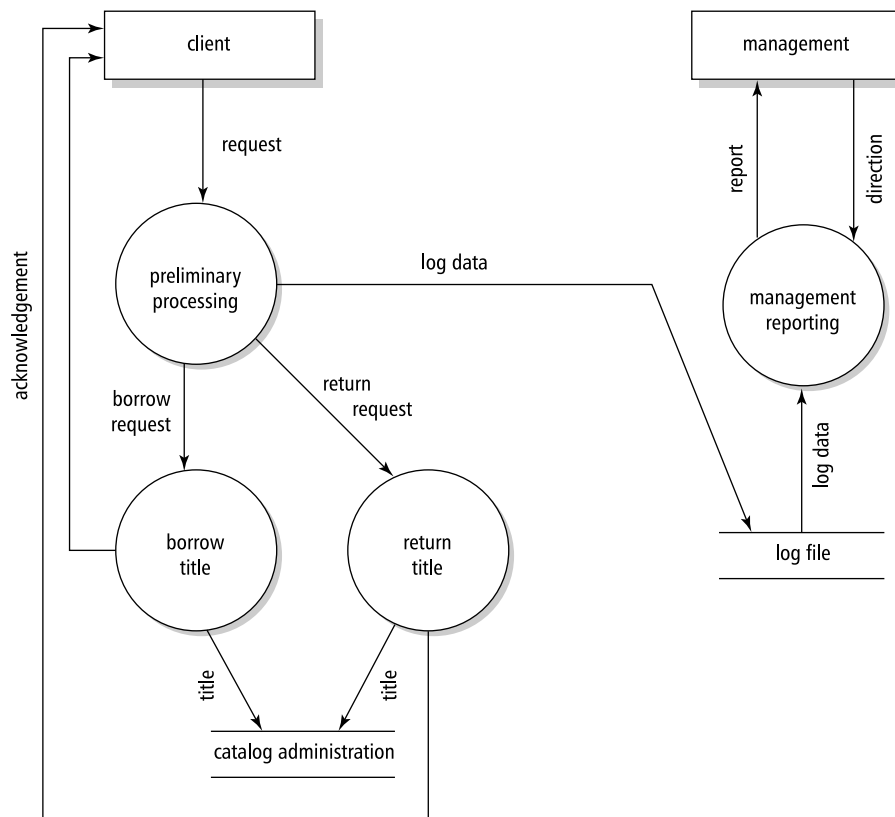 client
management
request
report
direction
acknowledgement
preliminary
processing
log data
management
reporting
borrow
request
return
request
log data
borrow
title
return
title
log file
title
title
catalog administration